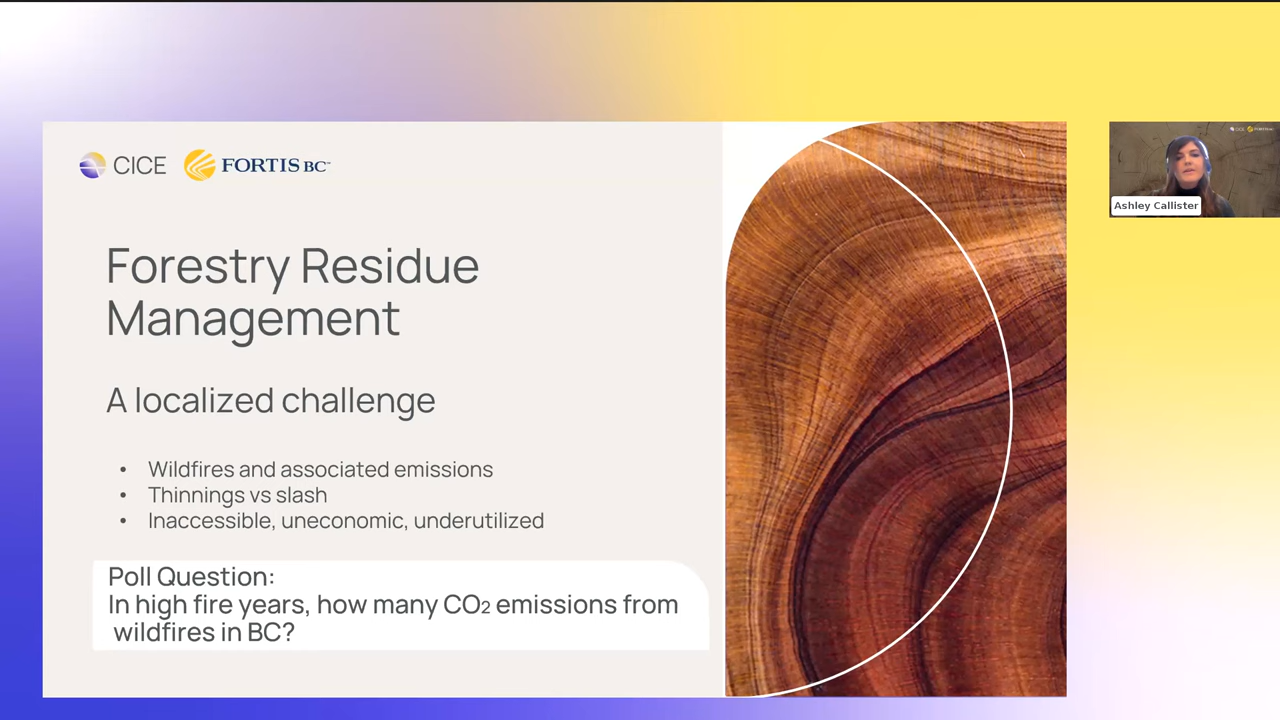 CICE FORTIS BC™
Forestry Residue
Management
A localized challenge
• Wildfires and associated emissions
• Thinnings vs slash
• Inaccessible, uneconomic, underutilized
Poll Question:
In high fire years, how many CO₂ emissions from
wildfires in BC?
Ashley Callister